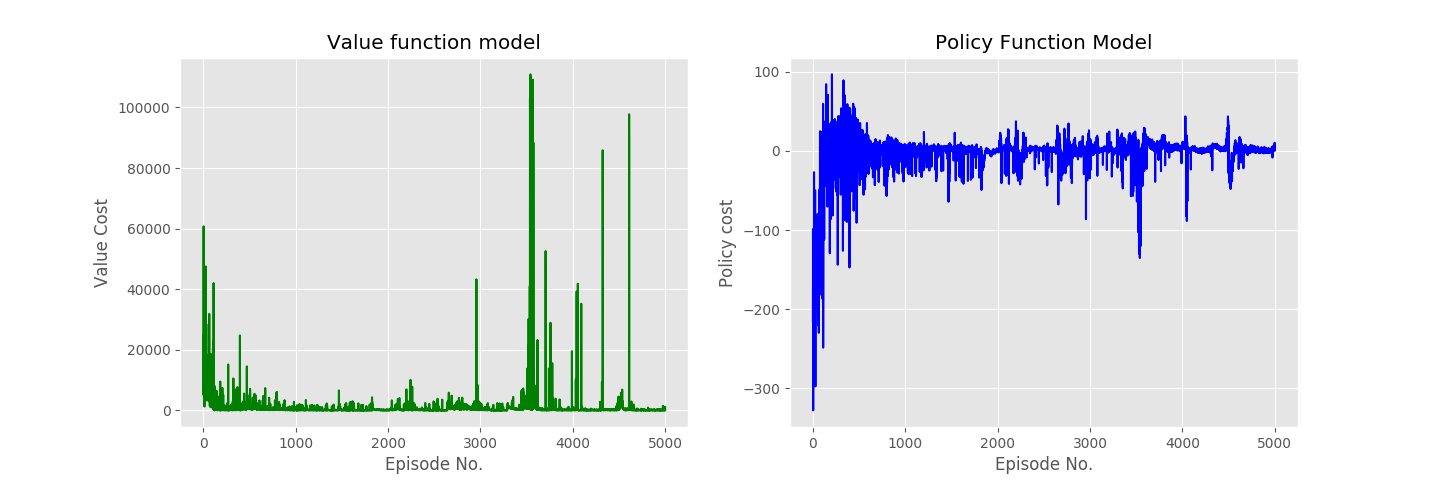 Value function model
Value Cost
100000
80000
60000
40000
20000
0
0 1000 2000 3000 4000 5000
Episode No.
Policy Function Model
Policy cost
100
0
−100
−200
−300
0 1000 2000 3000 4000 5000
Episode No.